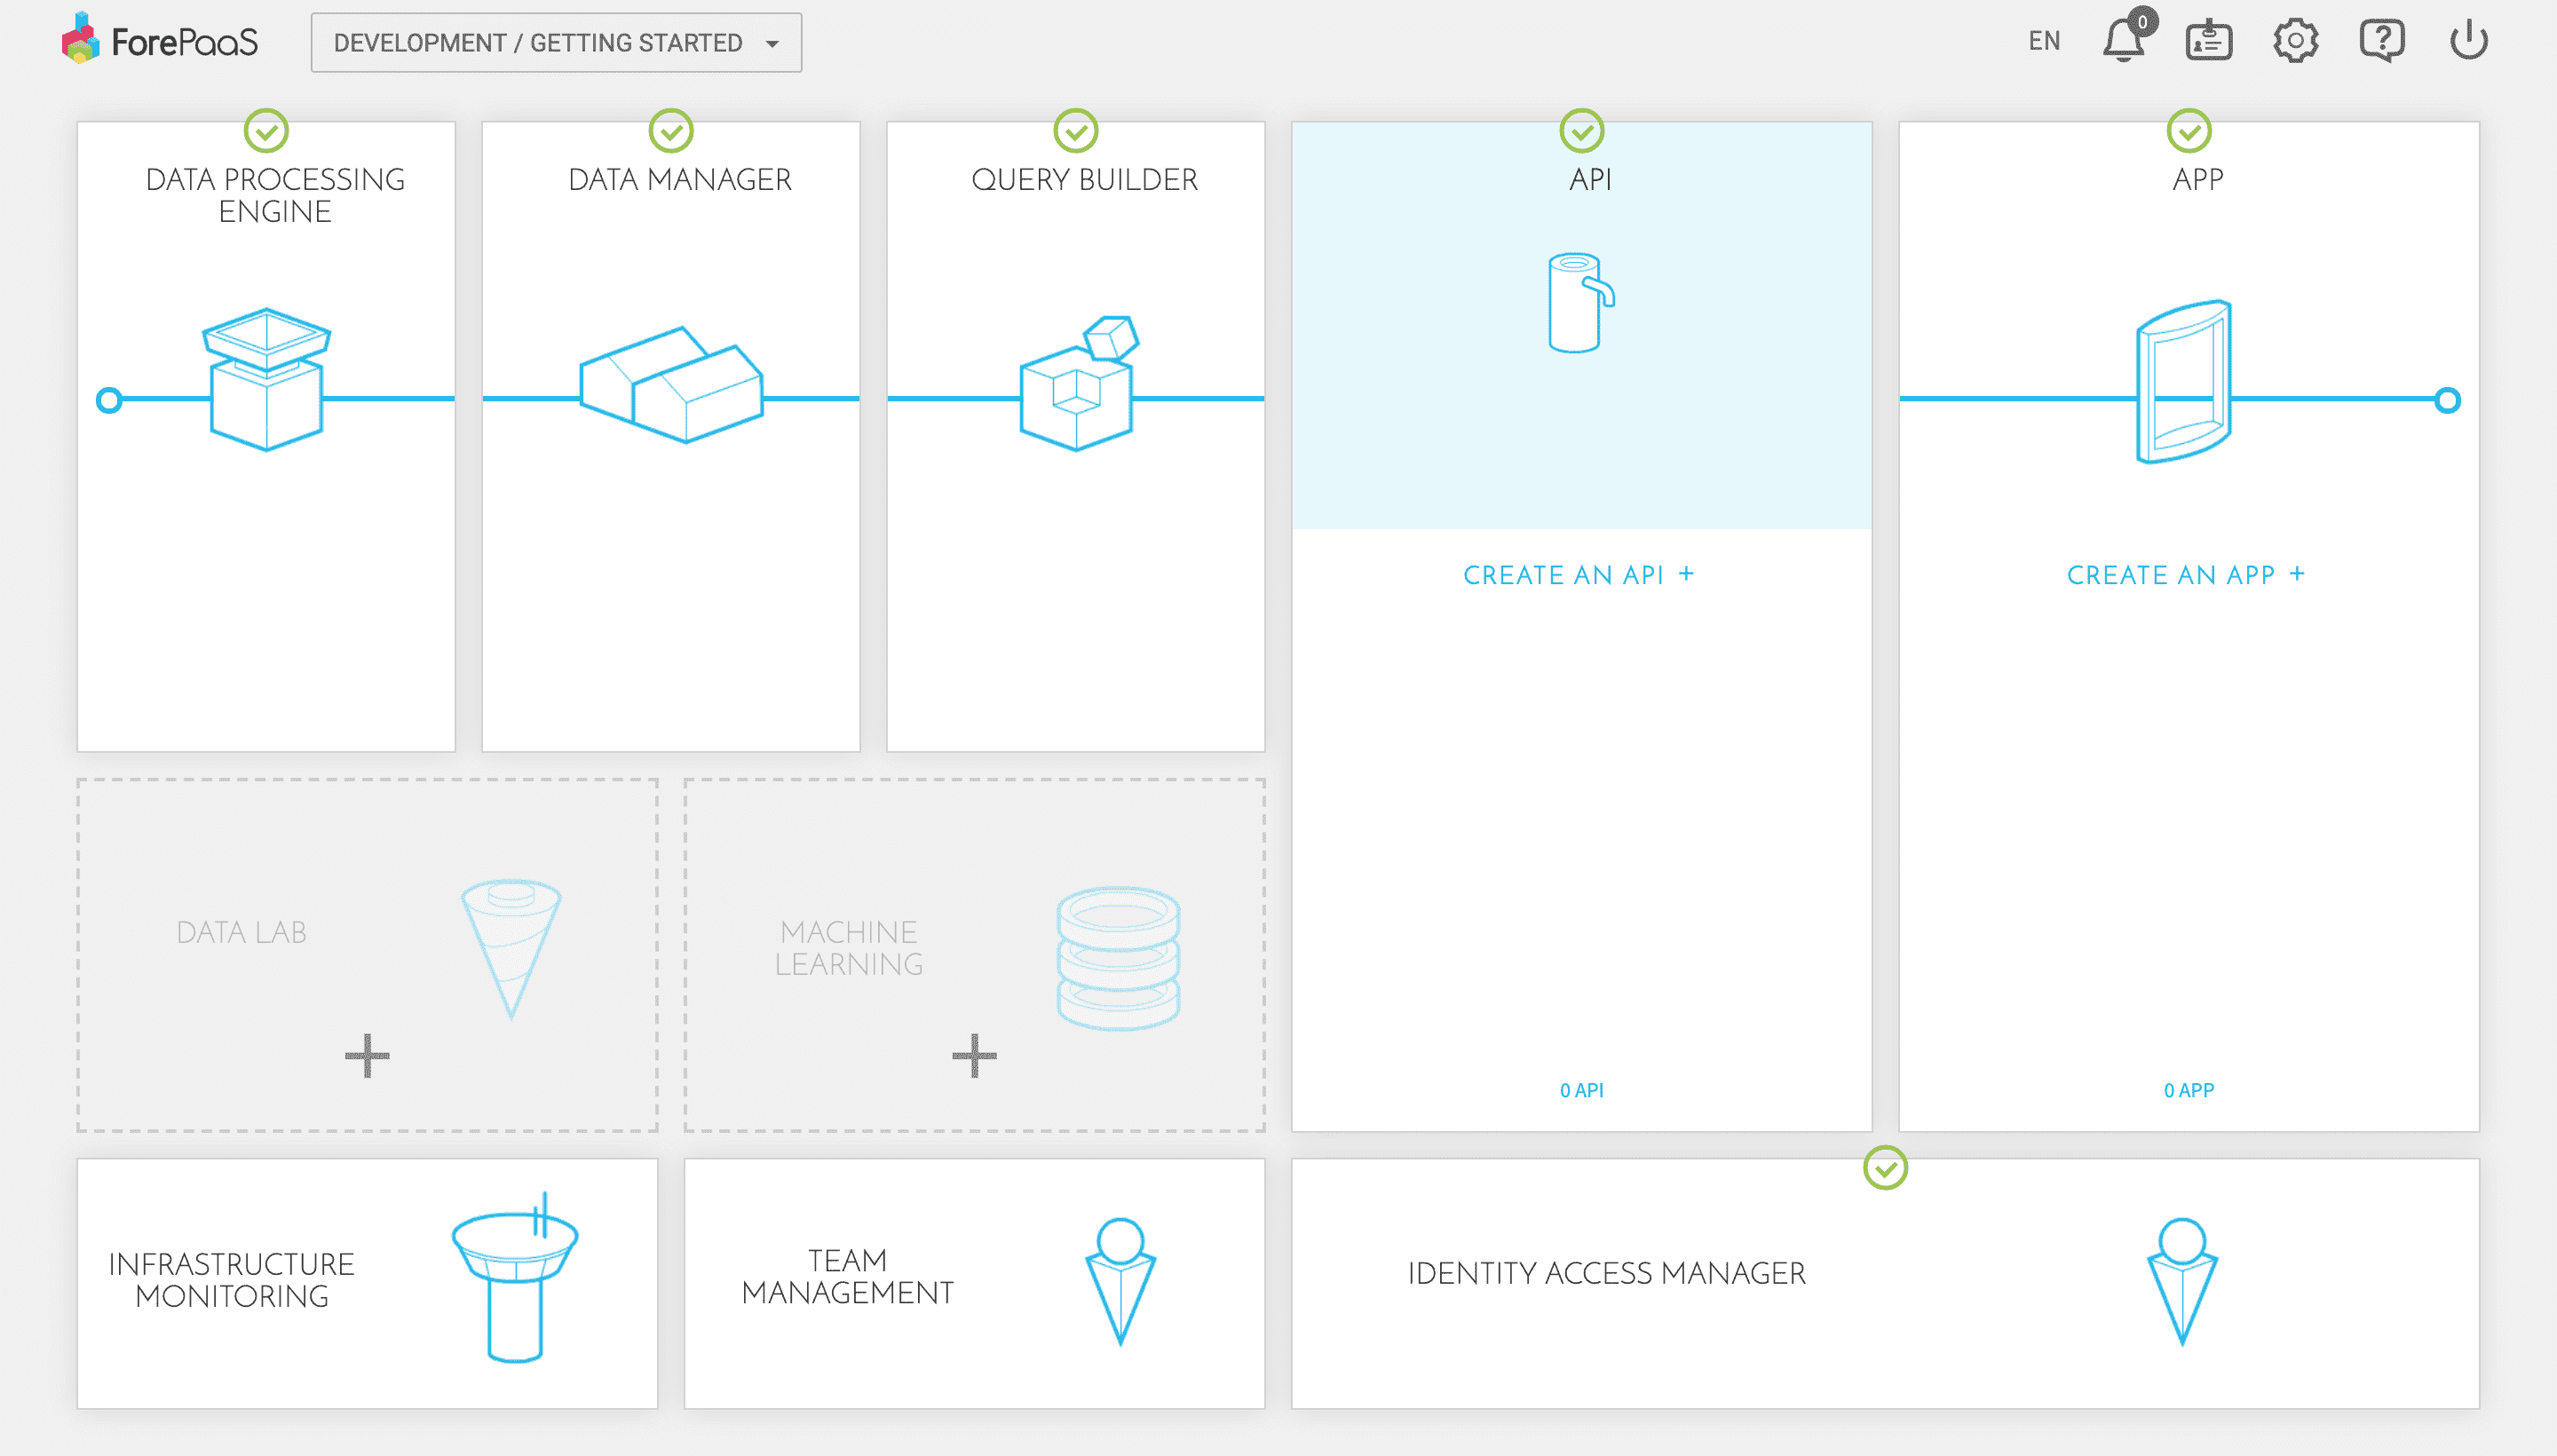 ForePaaS
DEVELOPMENT / GETTING STARTED
EN
0
DATA PROCESSING
ENGINE
DATA MANAGER
QUERY BUILDER
API
APP
CREATE AN API +
CREATE AN APP +
DATA LAB
MACHINE
LEARNING
0 API
0 APP
INFRASTRUCTURE
MONITORING
TEAM
MANAGEMENT
IDENTITY ACCESS MANAGER